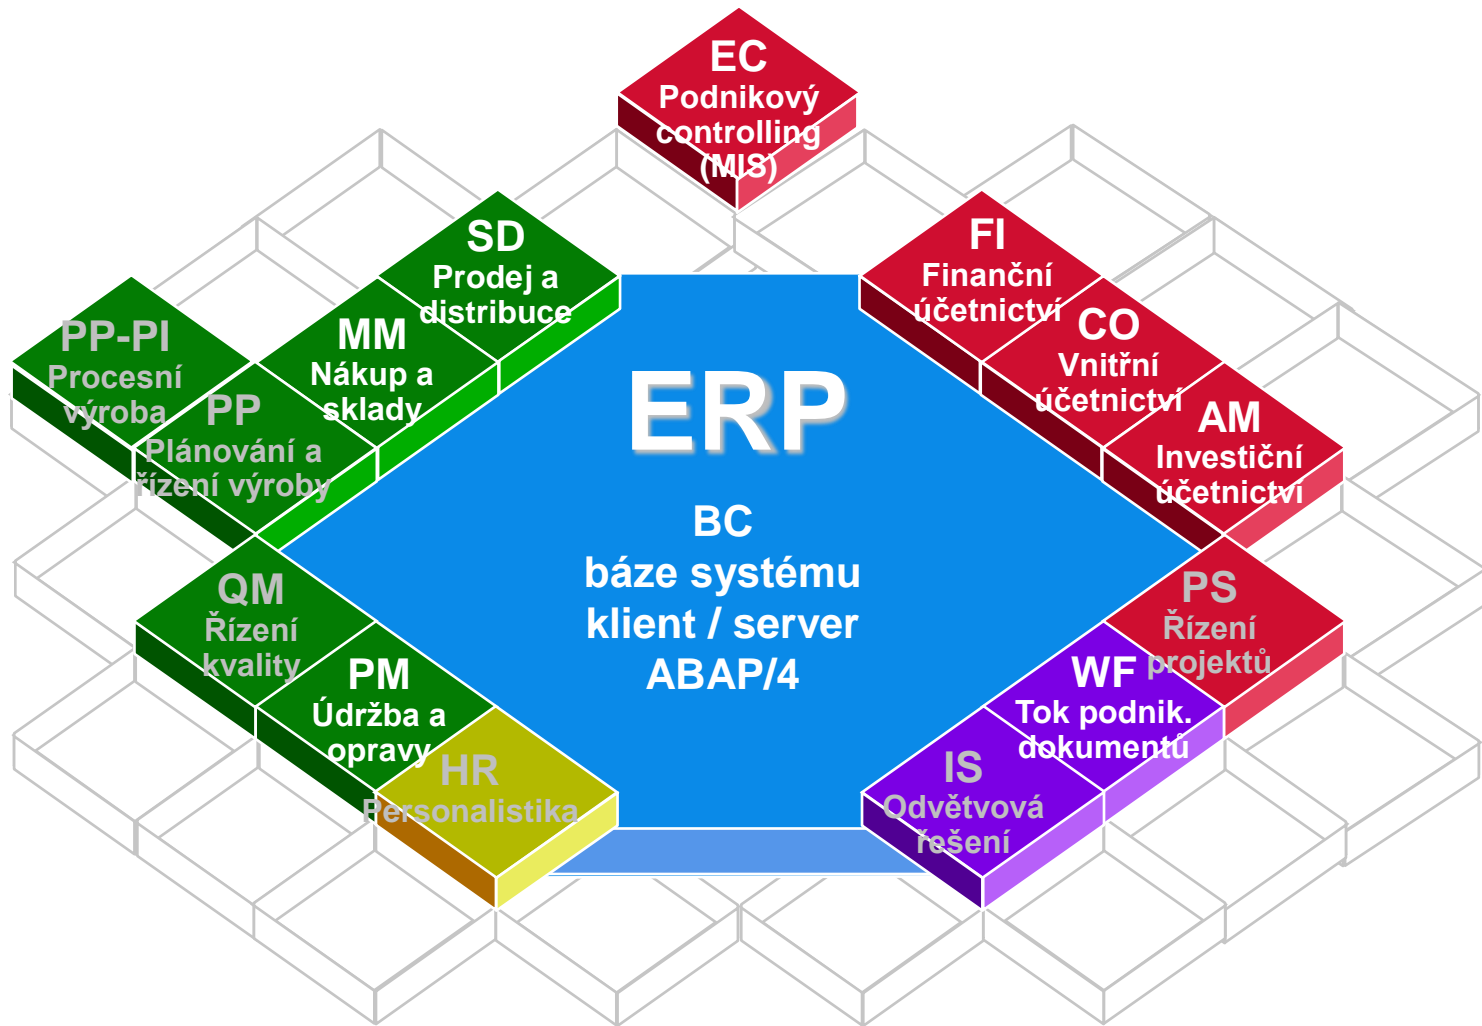 EC
Podnikový
controlling
(MIS)
SD
Prodej a
distribuce
FI
Finanční
účetnictví
MM
Nákup a
sklady
CO
Vnitřní
účetnictví
PP-PI
Procesní
výroba
PP
Plánování a
řízení výroby
AM
Investiční
účetnictví
ERP
BC
báze systému
klient / server
ABAP/4
QM
Řízení
kvality
PS
Řízení
projektů
PM
Údržba a
opravy
WF
Tok podnik.
dokumentů
HR
Personalistika
IS
Odvětvová
řešení